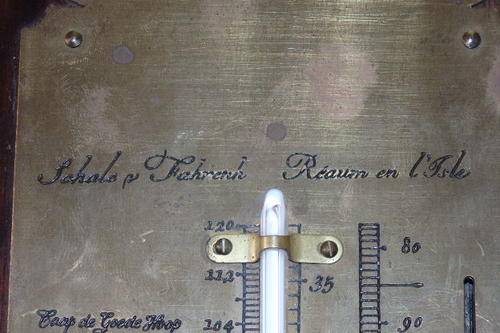 Schale p Fahrenh Réaum en l'Isle
120
80
112 35
Caap de Goede Hoop 104 90